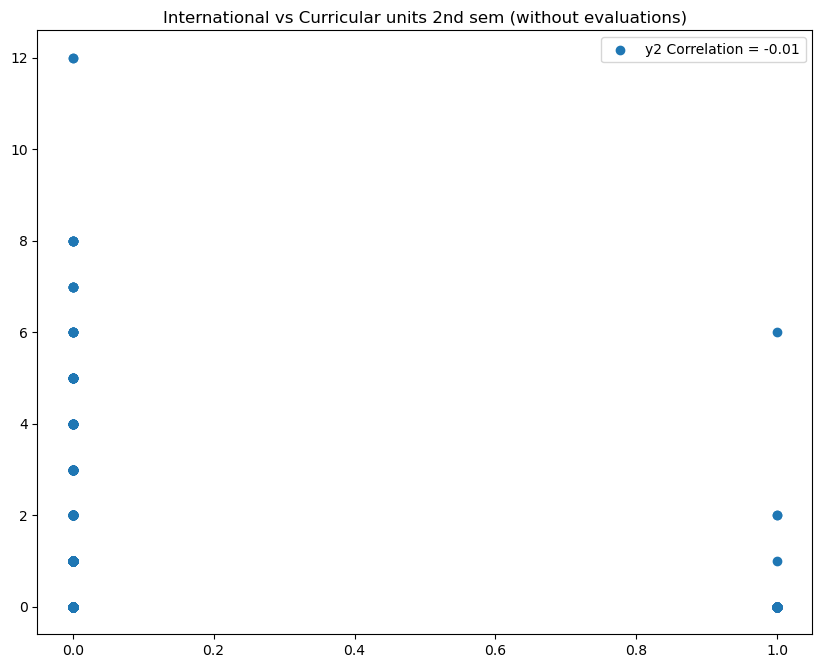 International vs Curricular units 2nd sem (without evaluations)
y2 Correlation = -0.01
12
10
8
6
4
2
0
0.0 0.2 0.4 0.6 0.8 1.0